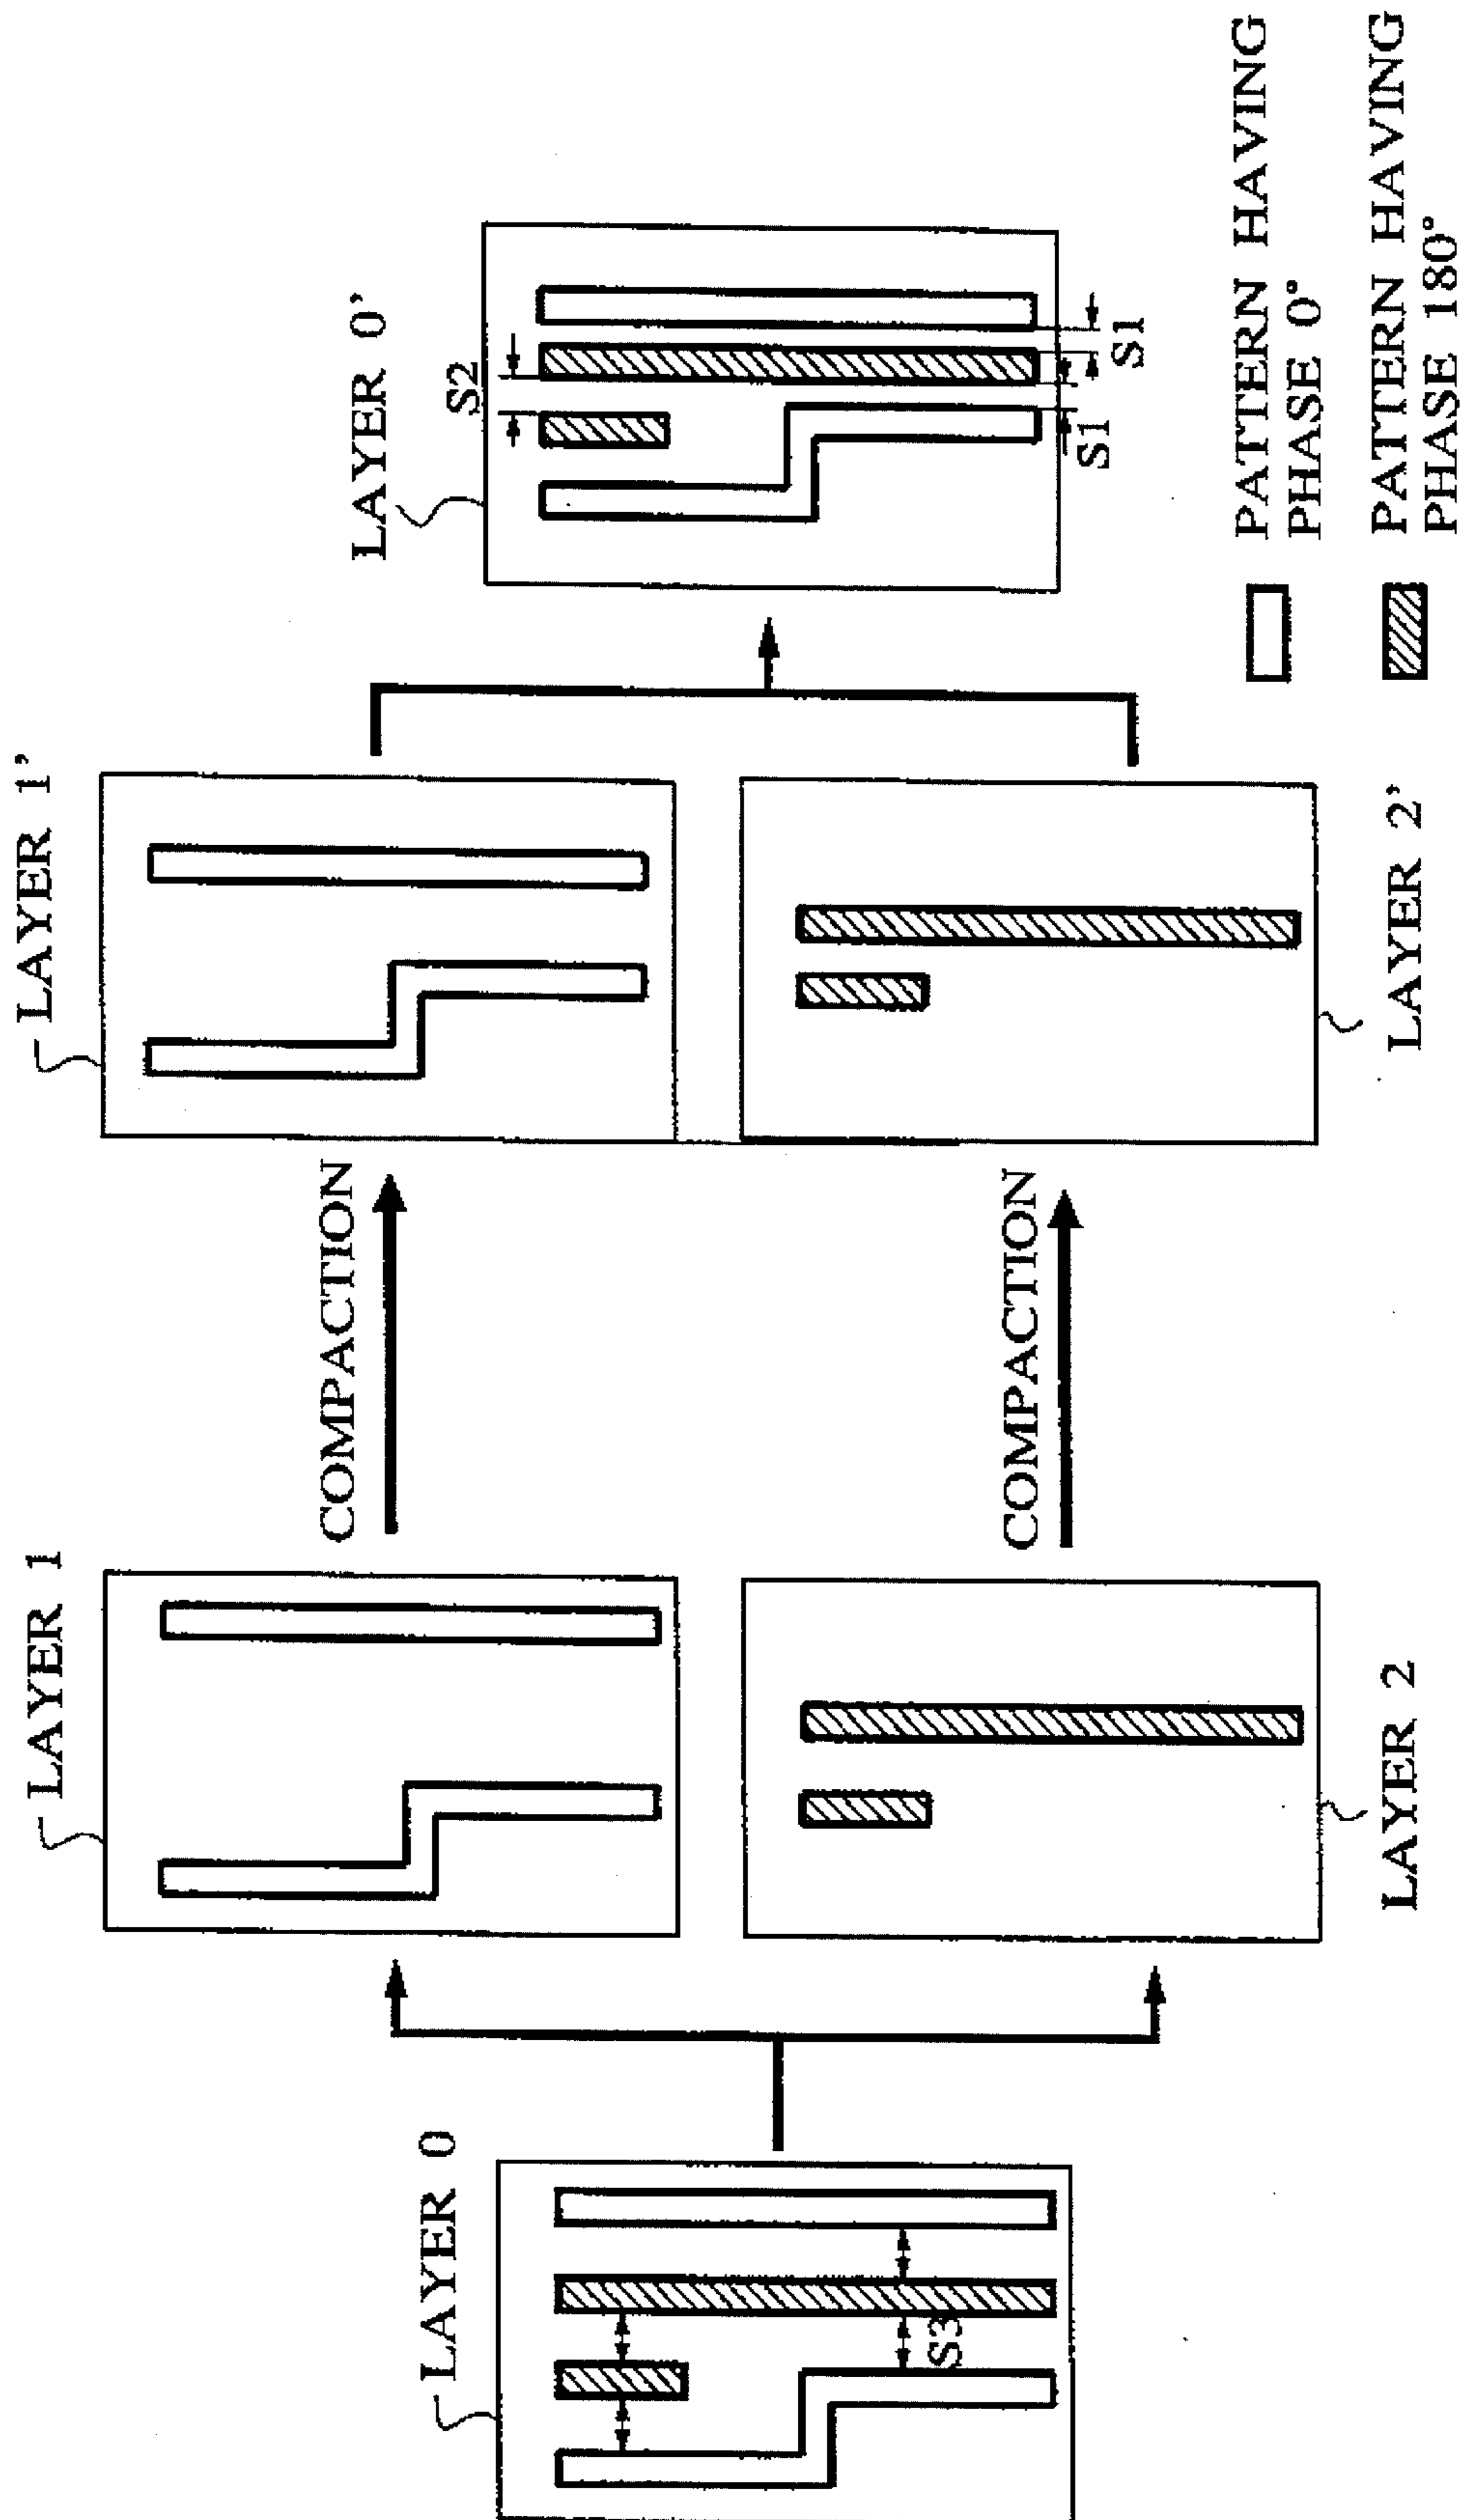 LAYER 0
S3
LAYER 1
LAYER 2
COMPACTION
COMPACTION
LAYER 1'
LAYER 2'
LAYER 0'
S2
S1
S1
PATTERN HAVING
PHASE 0°
PATTERN HAVING
PHASE 180°